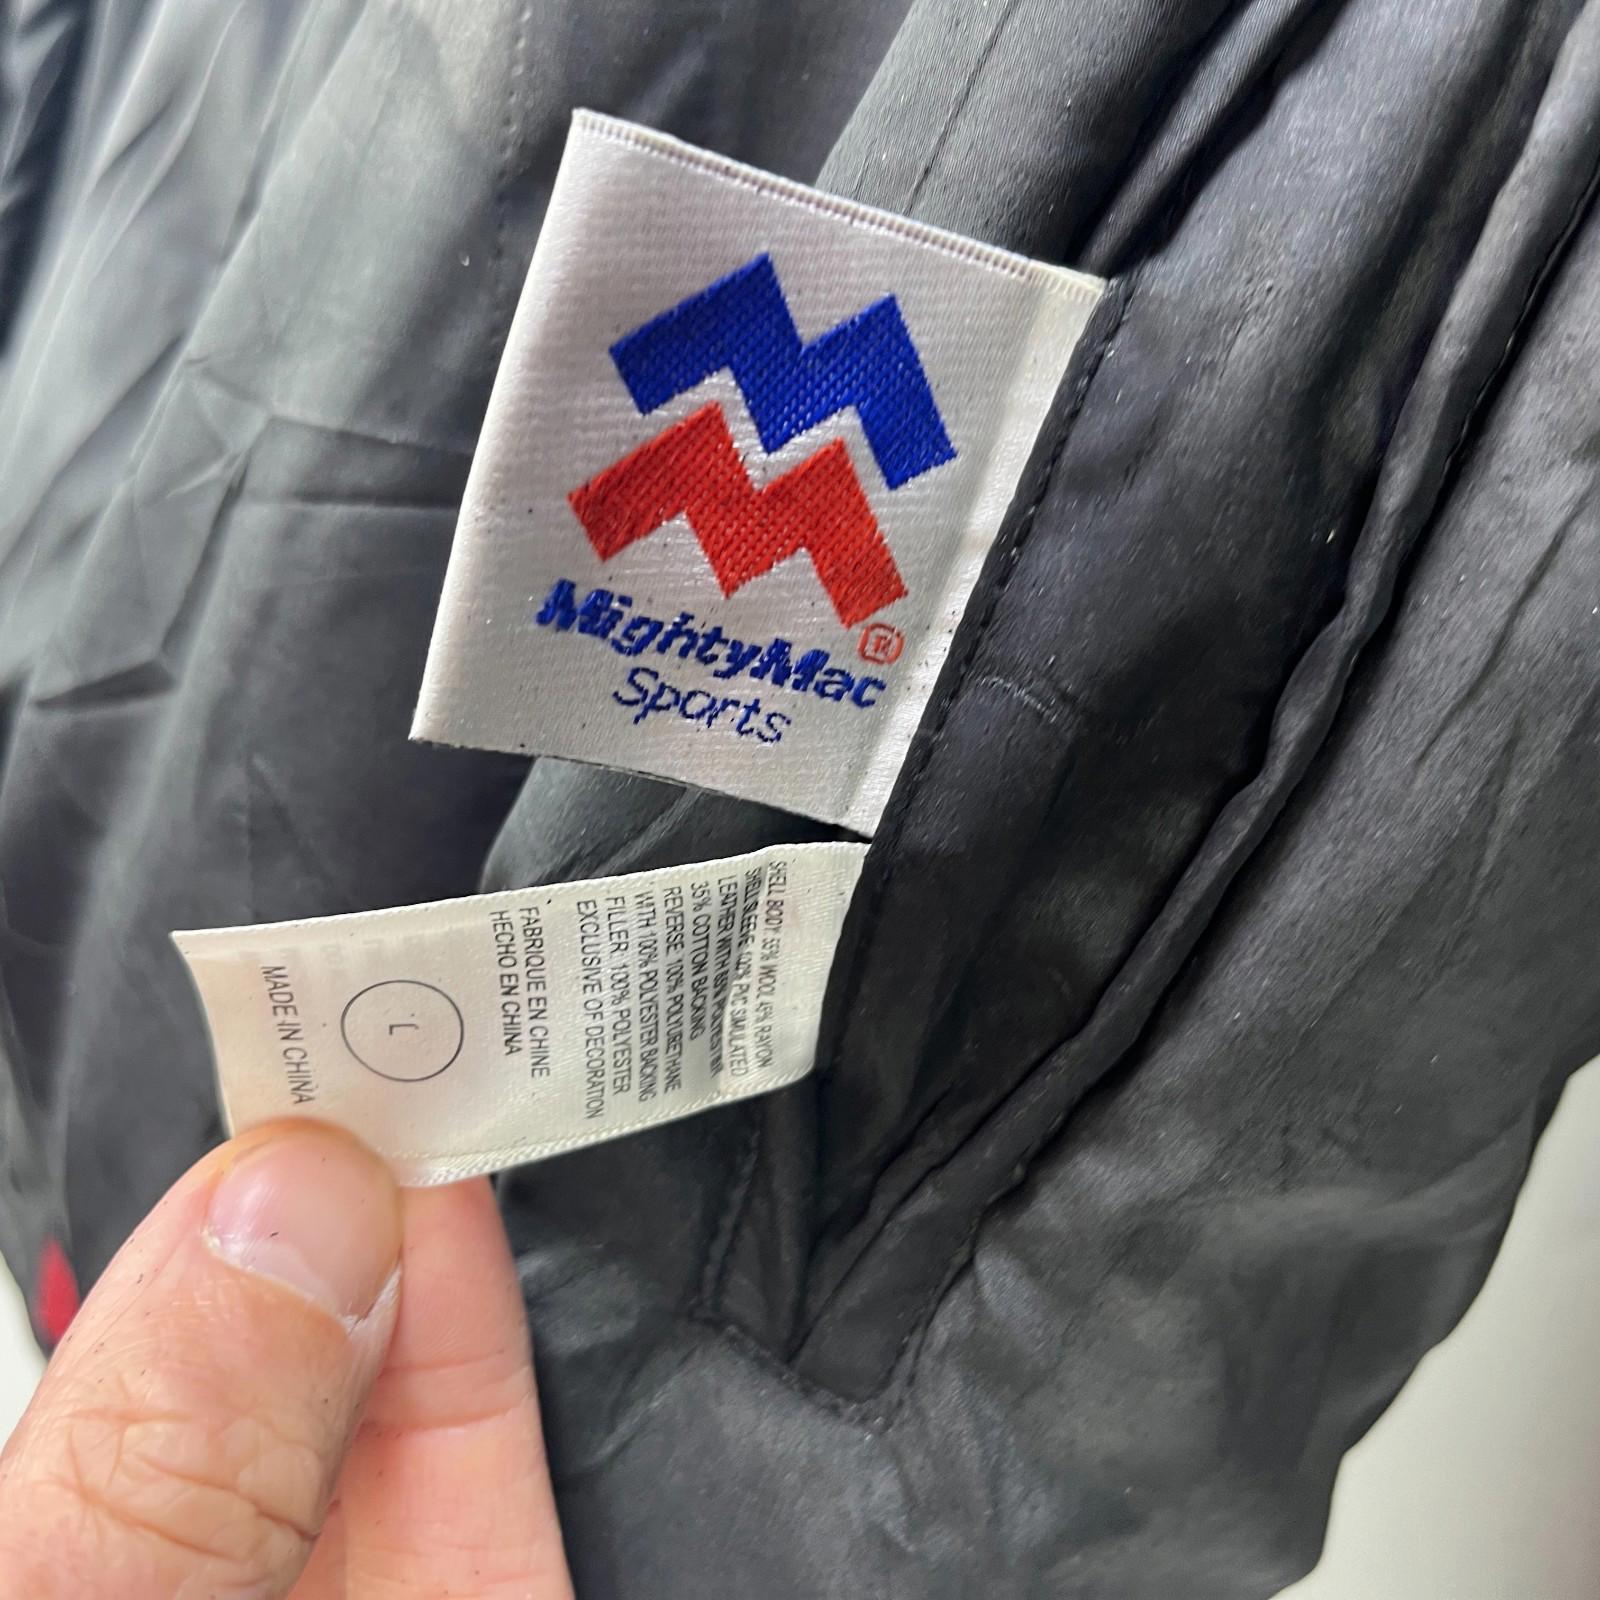 MightyMac®
Sports
SHELL BODY: 55% WOOL 45% RAYON
SHELL SLEEVE: 100% PVC SIMULATED
LEATHER WITH 65% POLYESTER
35% COTTON BACKING
REVERSE: 100% POLYURETHANE
WITH 100% POLYESTER BACKING
FILLER: 100% POLYESTER
EXCLUSIVE OF DECORATION
FABRIQUE EN CHINE
HECHO EN CHINA
L
MADE IN CHINA